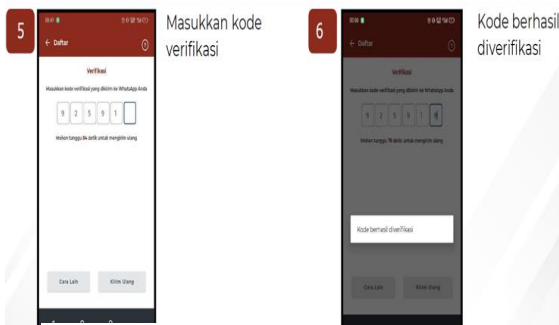 5
Masukkan kode
verifikasi
← Daftar
Verifikasi
Masukkan kode verifikasi yang dikirim ke WhatsApp Anda
9 2 5 9 1
Mohon tunggu 84 detik untuk mengirim ulang
Cara Lain
Kirim Ulang
6
Kode berhasil
diverifikasi
← Daftar
Verifikasi
Masukkan kode verifikasi yang dikirim ke WhatsApp Anda
9 2 5 9 1
Mohon tunggu 78 detik untuk mengirim ulang
Kode berhasil diverifikasi
Cara Lain
Kirim Ulang